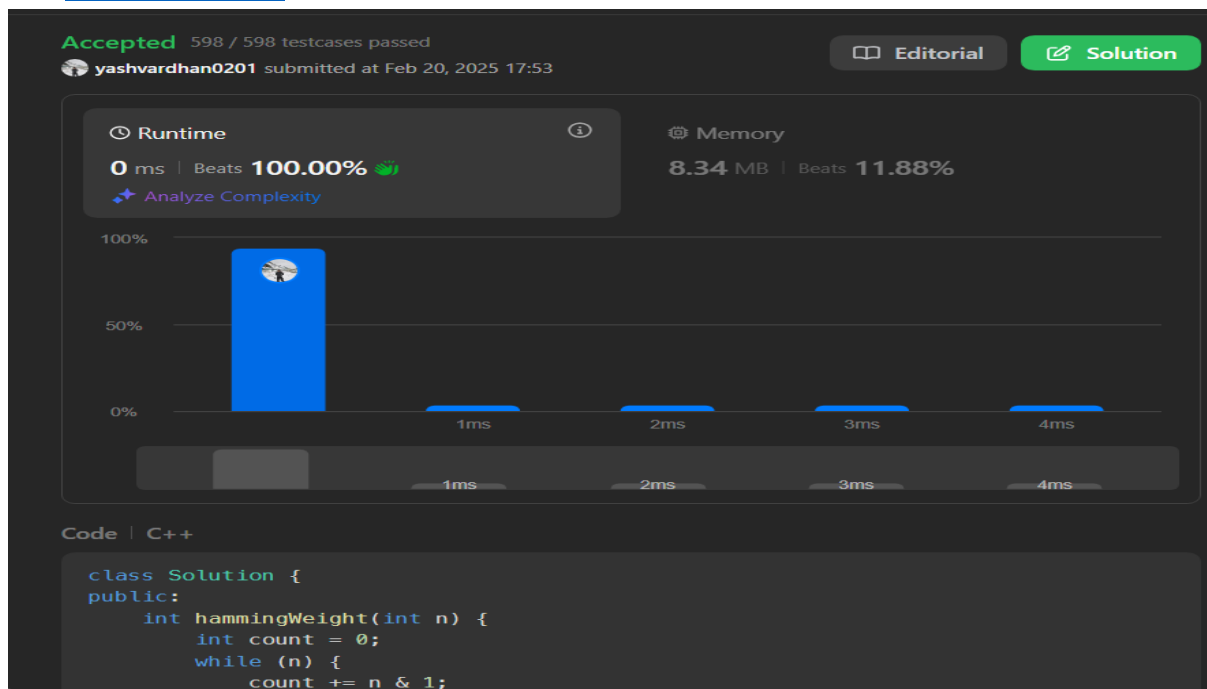 Accepted 598 / 598 testcases passed
yashvardhan0201 submitted at Feb 20, 2025 17:53
Editorial
Solution
Runtime
0 ms | Beats 100.00%
Analyze Complexity
Memory
8.34 MB | Beats 11.88%
100%
50%
0%
1ms 2ms 3ms 4ms
1ms 2ms 3ms 4ms
Code | C++
class Solution {
public:
    int hammingWeight(int n) {
        int count = 0;
        while (n) {
            count += n & 1;